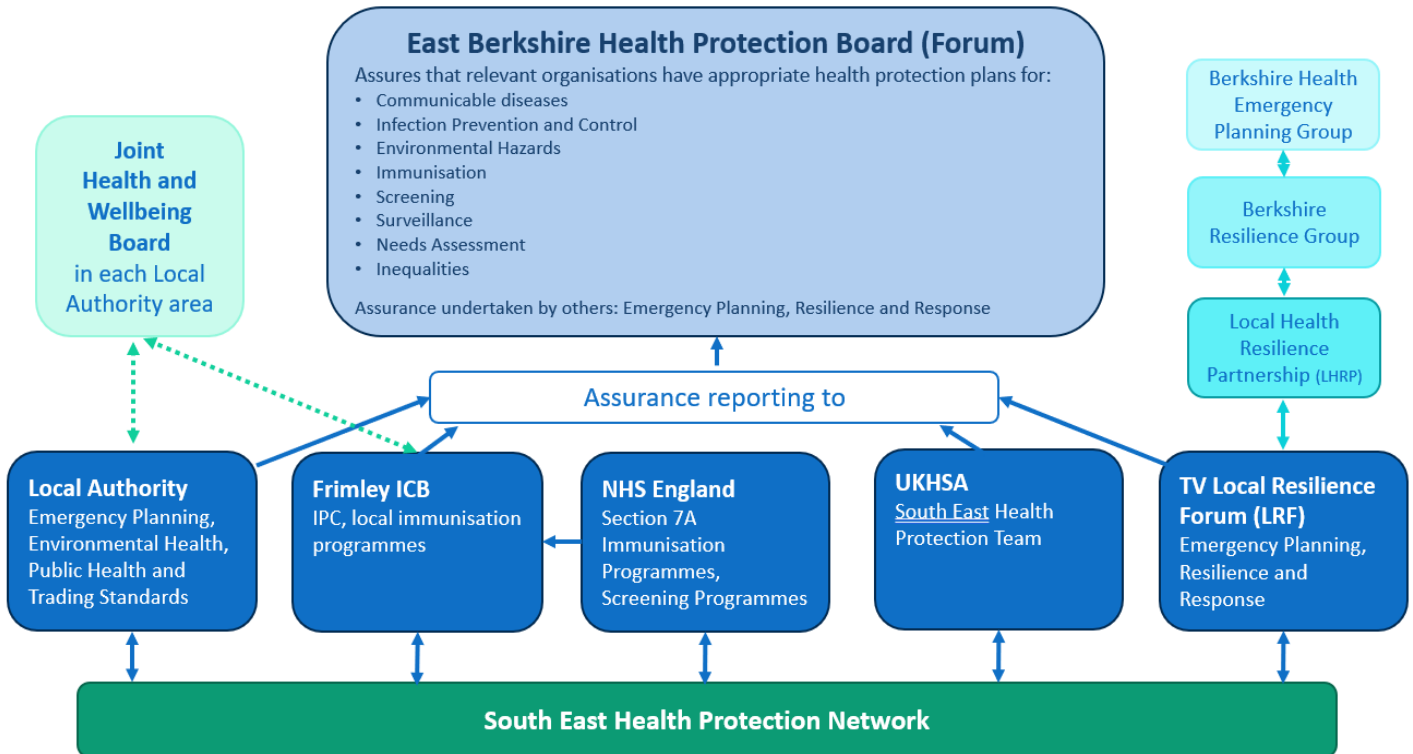 East Berkshire Health Protection Board (Forum)
Assures that relevant organisations have appropriate health protection plans for:
• Communicable diseases
• Infection Prevention and Control
• Environmental Hazards
• Immunisation
• Screening
• Surveillance
• Needs Assessment
• Inequalities
Assurance undertaken by others: Emergency Planning, Resilience and Response
Joint
Health and
Wellbeing
Board
in each Local
Authority area
Berkshire Health
Emergency
Planning Group
Berkshire
Resilience Group
Local Health
Resilience
Partnership (LHRP)
Assurance reporting to
Local Authority
Emergency Planning,
Environmental Health,
Public Health and
Trading Standards
Frimley ICB
IPC, local immunisation
programmes
NHS England
Section 7A
Immunisation
Programmes,
Screening Programmes
UKHSA
South East Health
Protection Team
TV Local Resilience
Forum (LRF)
Emergency Planning,
Resilience and
Response
South East Health Protection Network